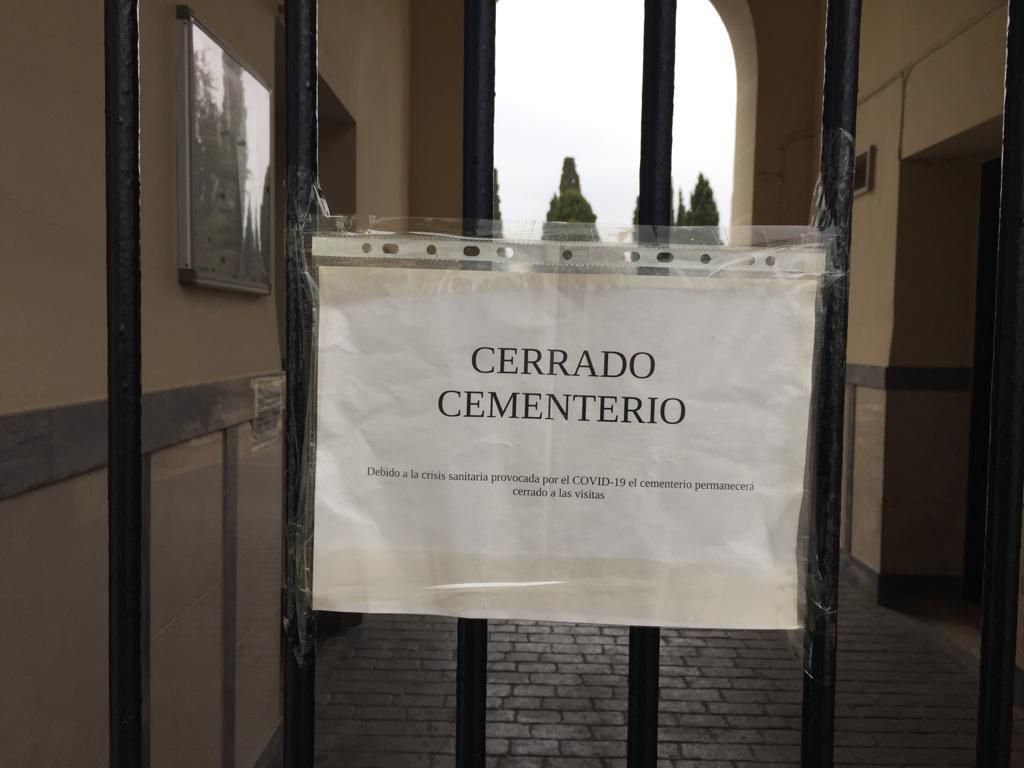 CERRADO
CEMENTERIO
Debido a la crisis sanitaria provocada por el COVID-19 el cementerio permanecerá
cerrado a las visitas